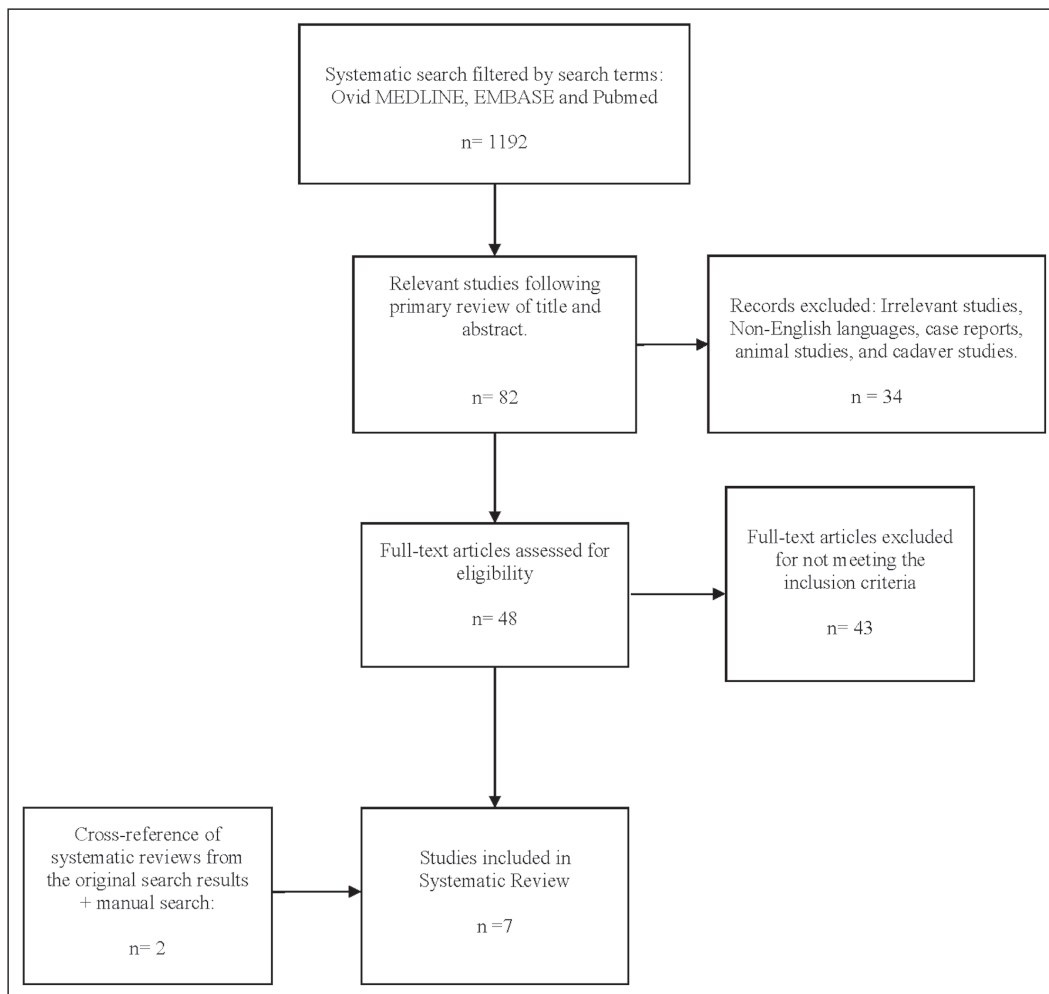 Systematic search filtered by search terms:
Ovid MEDLINE, EMBASE and Pubmed
n= 1192
Relevant studies following
primary review of title and
abstract.
n= 82
Records excluded: Irrelevant studies,
Non-English languages, case reports,
animal studies, and cadaver studies.
n = 34
Full-text articles assessed for
eligibility
n= 48
Full-text articles excluded
for not meeting the
inclusion criteria
n= 43
Cross-reference of
systematic reviews from
the original search results
+ manual search:
n= 2
Studies included in
Systematic Review
n =7